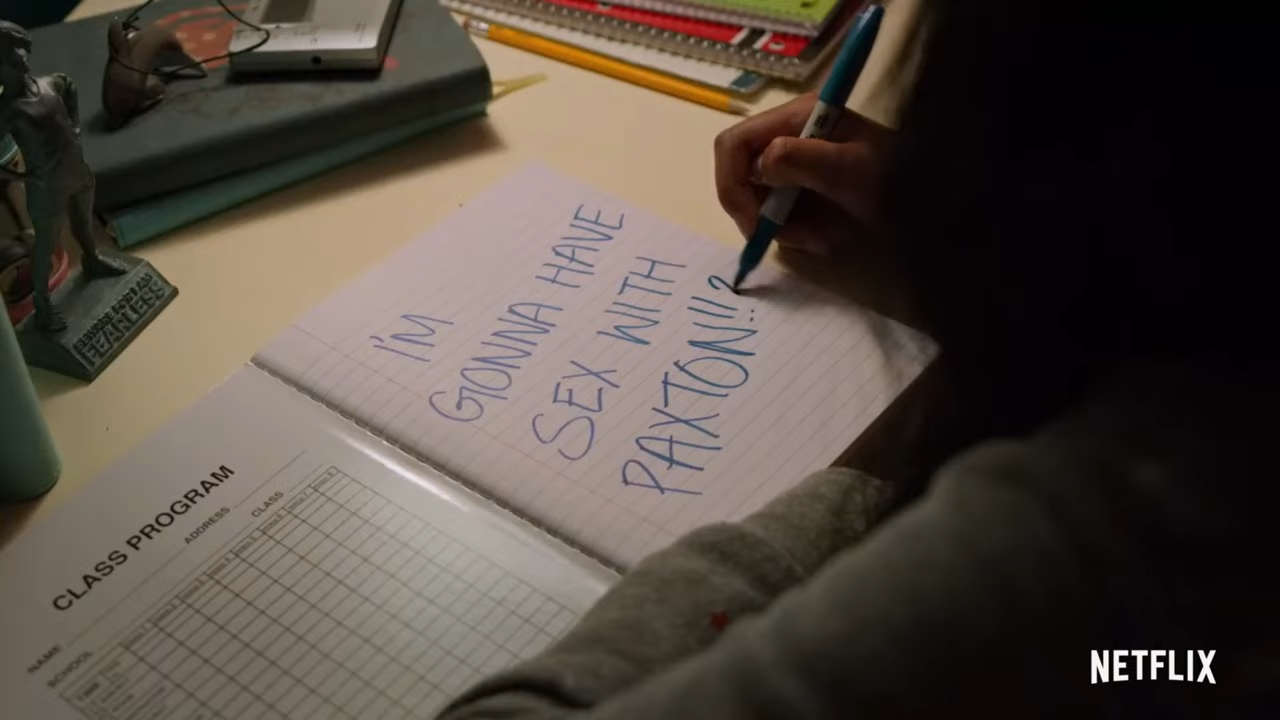 I'M
GONNA HAVE
SEX WITH
PAXTON!!?
CLASS PROGRAM
NAME
ADDRESS
SCHOOL
CLASS
FEARLESS
NETFLIX